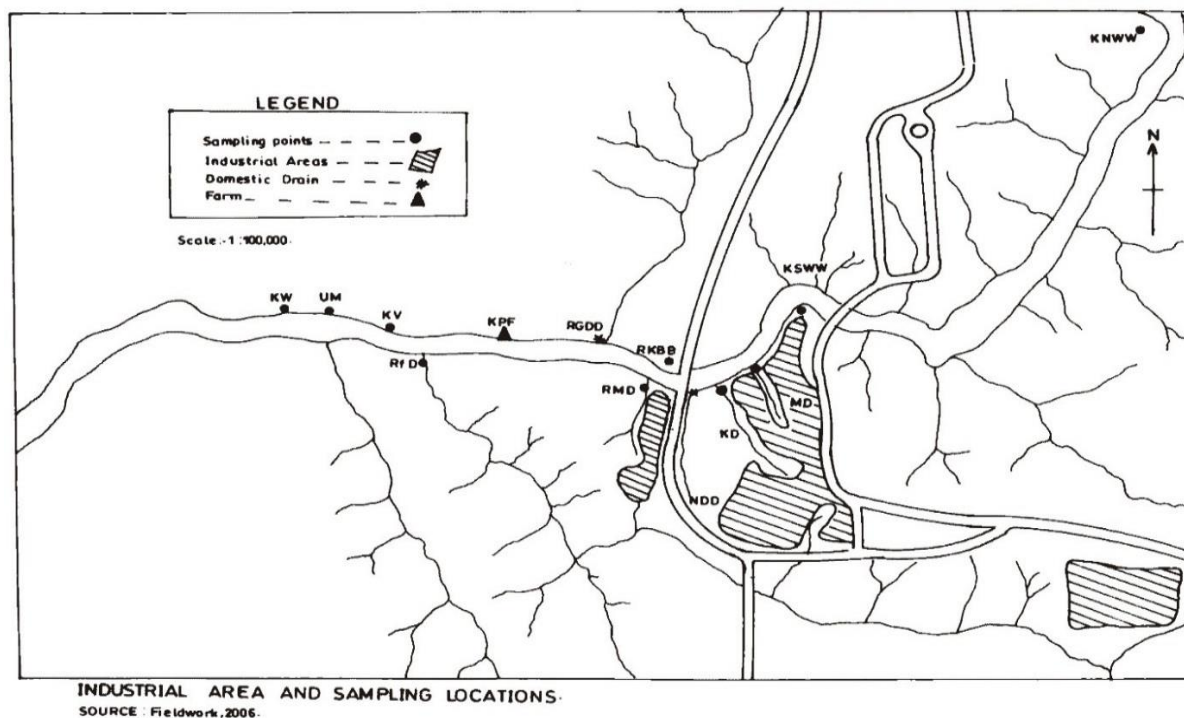 KNWW
LEGEND
Sampling points
Industrial Areas
Domestic Drain
Farm
N
Scale:-1:100,000.
KSWW
KW
UM
KV
KPF
RGDD
RKBB
RfD
RMD
MD
KD
NDD
INDUSTRIAL AREA AND SAMPLING LOCATIONS.
SOURCE: Fieldwork,2006.